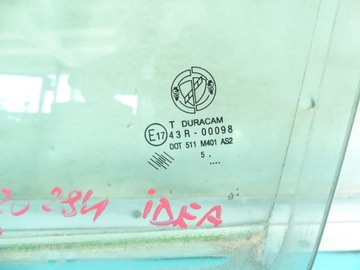 T DURACAM
E17 43R-00098
DOT 511 M401 AS2
5 .
....
IDEA